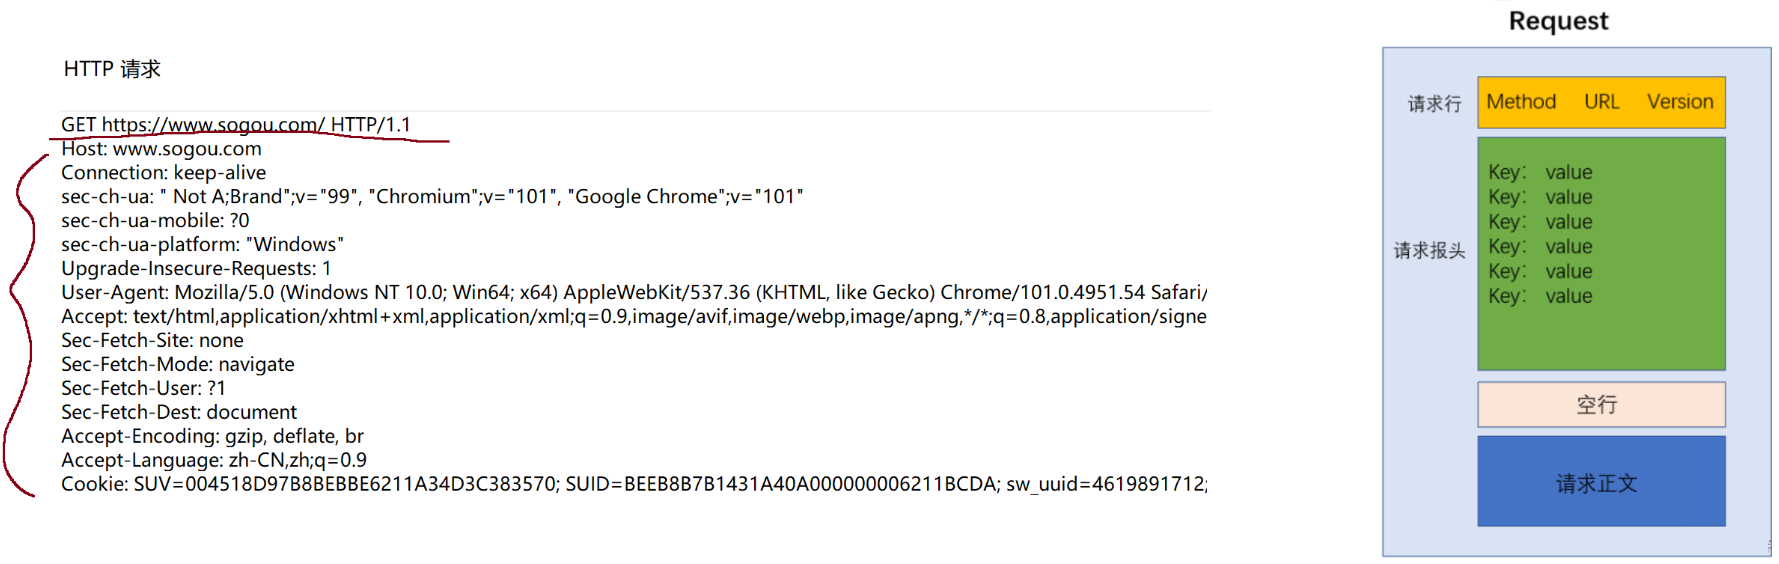 HTTP 请求
GET https://www.sogou.com/ HTTP/1.1
Host: www.sogou.com
Connection: keep-alive
sec-ch-ua: " Not A;Brand";v="99", "Chromium";v="101", "Google Chrome";v="101"
sec-ch-ua-mobile: ?0
sec-ch-ua-platform: "Windows"
Upgrade-Insecure-Requests: 1
User-Agent: Mozilla/5.0 (Windows NT 10.0; Win64; x64) AppleWebKit/537.36 (KHTML, like Gecko) Chrome/101.0.4951.54 Safari/
Accept: text/html,application/xhtml+xml,application/xml;q=0.9,image/avif,image/webp,image/apng,*/*;q=0.8,application/signe
Sec-Fetch-Site: none
Sec-Fetch-Mode: navigate
Sec-Fetch-User: ?1
Sec-Fetch-Dest: document
Accept-Encoding: gzip, deflate, br
Accept-Language: zh-CN,zh;q=0.9
Cookie: SUV=004518D97B8BEBBE6211A34D3C383570; SUID=BEEB8B7B1431A40A000000006211BCDA; sw_uuid=4619891712;
Request
请求行 Method URL Version
Key: value
Key: value
Key: value
请求报头 Key: value
Key: value
Key: value
空行
请求正文